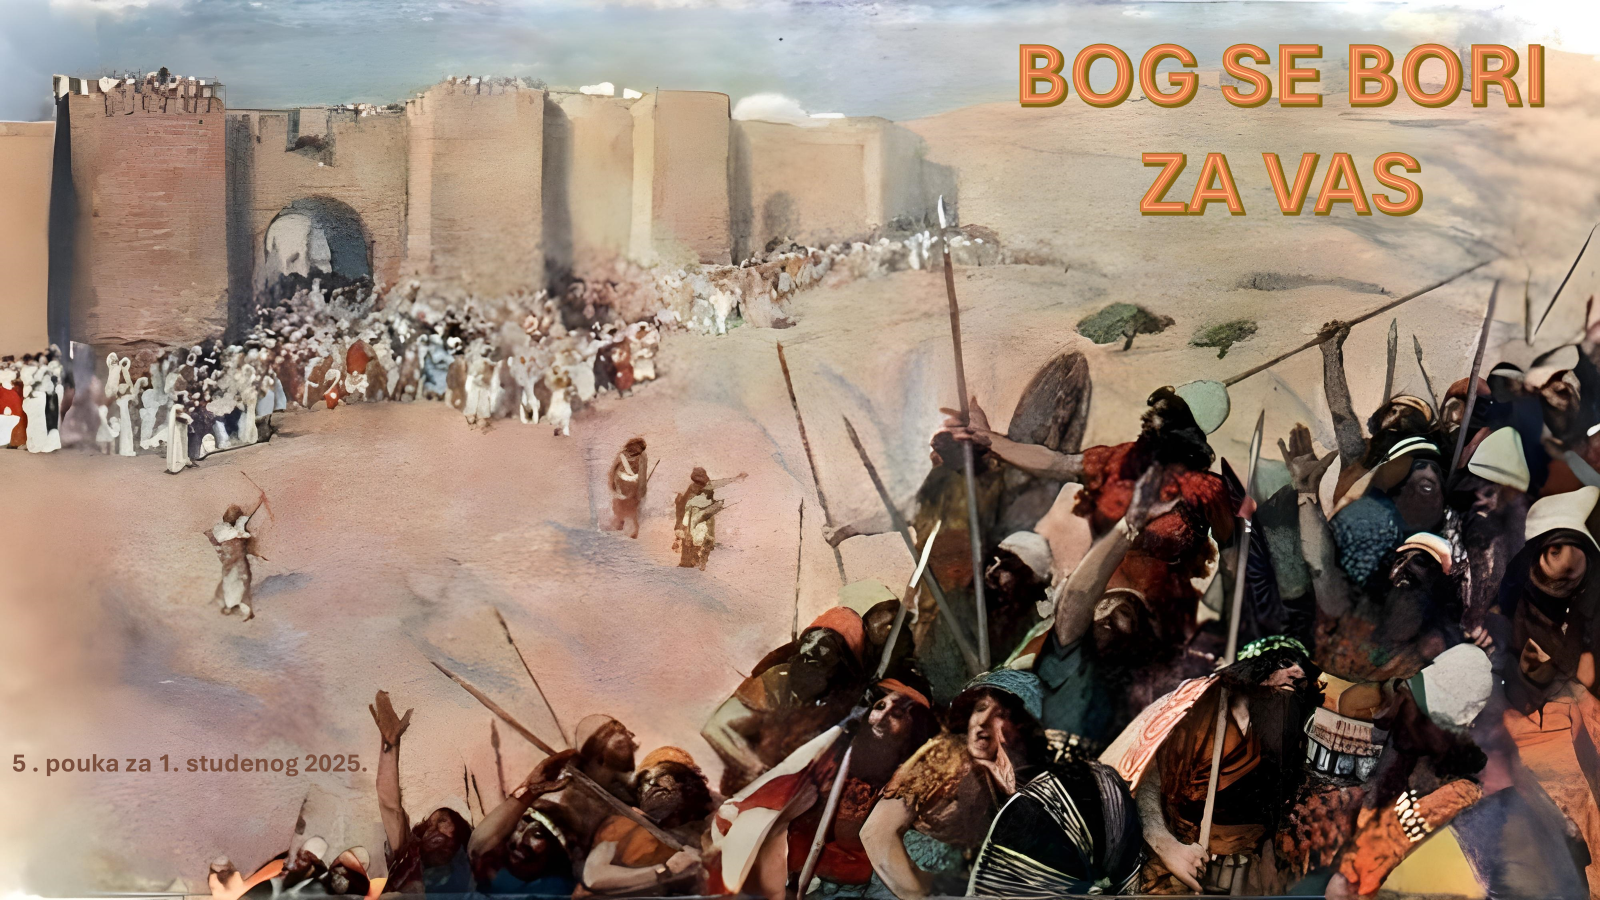 BOG SE BORI
ZA VAS
5 . pouka za 1. studenog 2025.